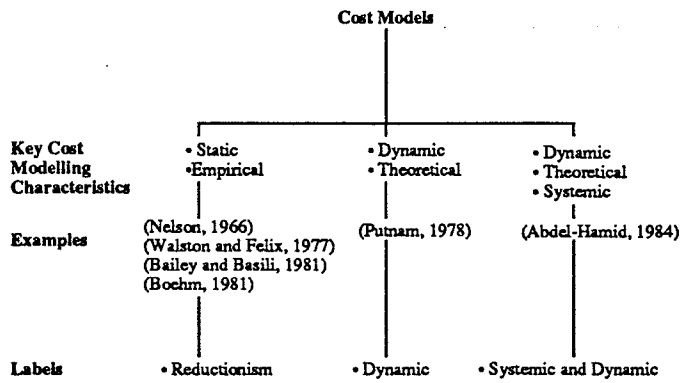 Cost Models
Key Cost
Modelling
Characteristics
• Static
•Empirical
• Dynamic
• Theoretical
• Dynamic
• Theoretical
• Systemic
Examples
(Nelson, 1966)
(Walston and Felix, 1977)
(Bailey and Basili, 1981)
(Boehm, 1981)
(Putnam, 1978)
(Abdel-Hamid, 1984)
Labels
• Reductionism
• Dynamic
• Systemic and Dynamic